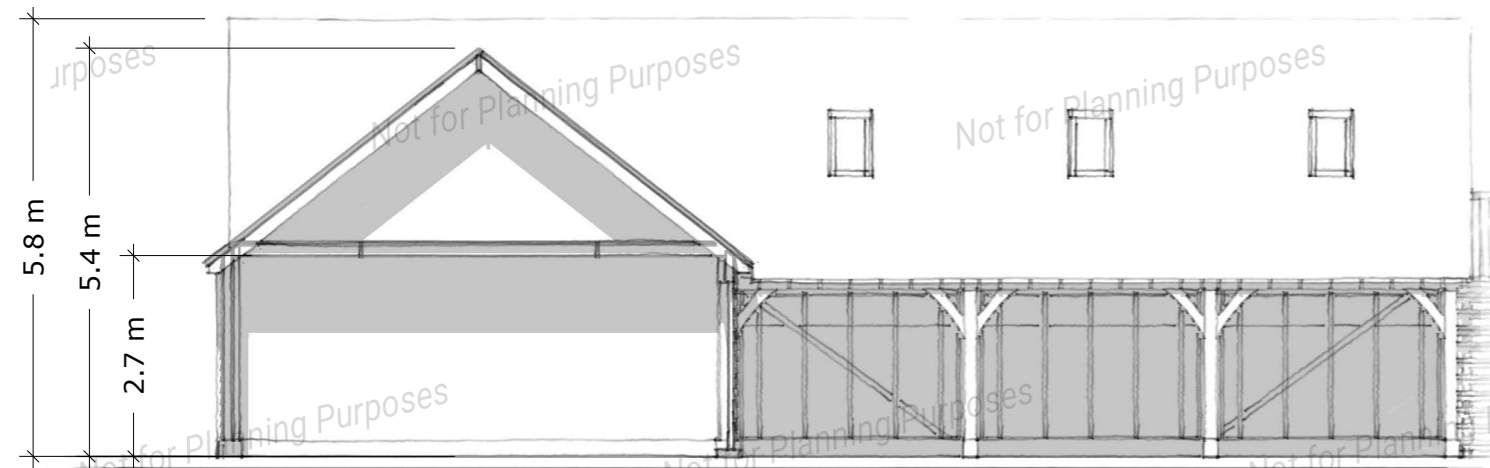 urposes
Not for Planning Purposes
Not for Planning Purposes
5.8 m
5.4 m
2.7 m
Not for Planning Purposes
Not for Planning Purposes
Not for Planning